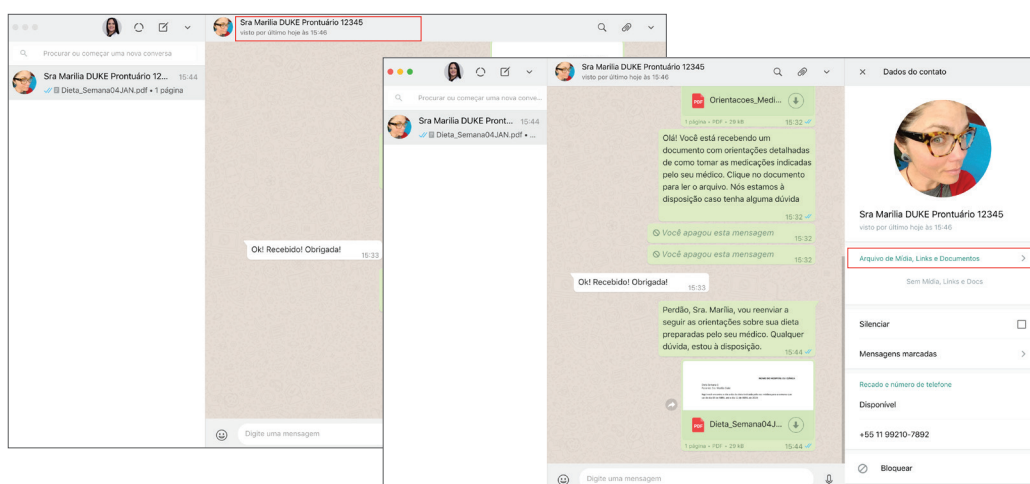 Sra Marilia DUKE Prontuário 12345
visto por último hoje às 15:46
Procurar ou começar uma nova conversa
Sra Marilia DUKE Prontuário 12... 15:44
Dieta_Semana04JAN.pdf • 1 página
Ok! Recebido! Obrigada! 15:33
Digite uma mensagem
Sra Marilia DUKE Prontuário 12345
visto por último hoje às 15:46
Procurar ou começar uma nova conve...
Sra Marilia DUKE Pront... 15:44
Dieta_Semana04JAN.pdf • ...
PDF Orientacoes_Medi...
1 página • PDF • 29 kB 15:32
Olá! Você está recebendo um
documento com orientações detalhadas
de como tomar as medicações indicadas
pelo seu médico. Clique no documento
para ler o arquivo. Nós estamos à
disposição caso tenha alguma dúvida
15:32
Você apagou esta mensagem 15:32
Você apagou esta mensagem 15:32
Ok! Recebido! Obrigada! 15:33
Perdão, Sra. Marília, vou reenviar a
seguir as orientações sobre sua dieta
preparadas pelo seu médico. Qualquer
dúvida, estou à disposição. 15:44
PDF Dieta_Semana04J...
1 página • PDF • 29 kB 15:44
Digite uma mensagem
Dados do contato
Sra Marilia DUKE Prontuário 12345
visto por último hoje às 15:46
Arquivo de Mídia, Links e Documentos
Sem Mídia, Links e Docs
Silenciar
Mensagens marcadas
Recado e número de telefone
Disponível
+55 11 99210-7892
Bloquear